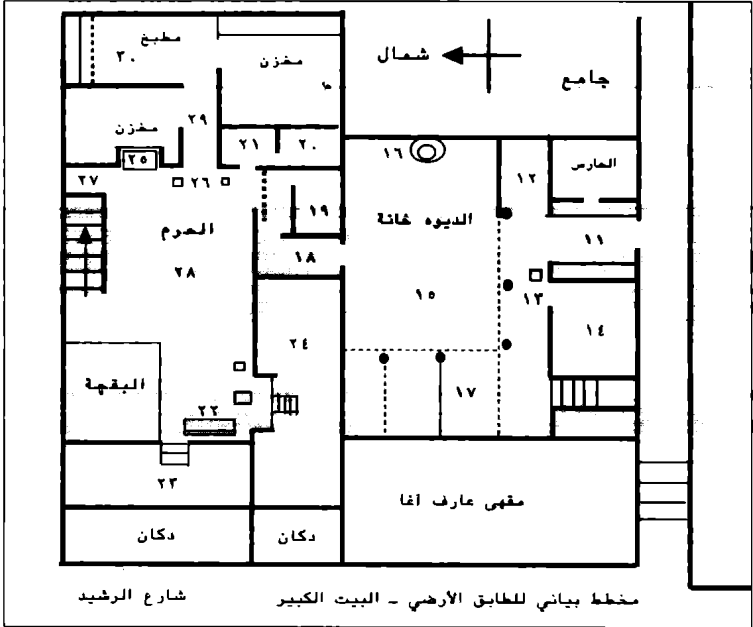 مطبخ
٣٠
مخزن
شمال
جامع
مخزن
٢٩
٢١
٢٠
١٦
١٢
الحارس
٢٥
٢٧
٢٦
١٩
الديوه خانة
١١
الحرم
١٨
٢٨
١٥
١٣
١٤
٢٤
البقجة
١٧
٢٢
٢٣
مقهى عارف آغا
دكان
دكان
مخطط بياني للطابق الأرضي - البيت الكبير
شارع الرشيد